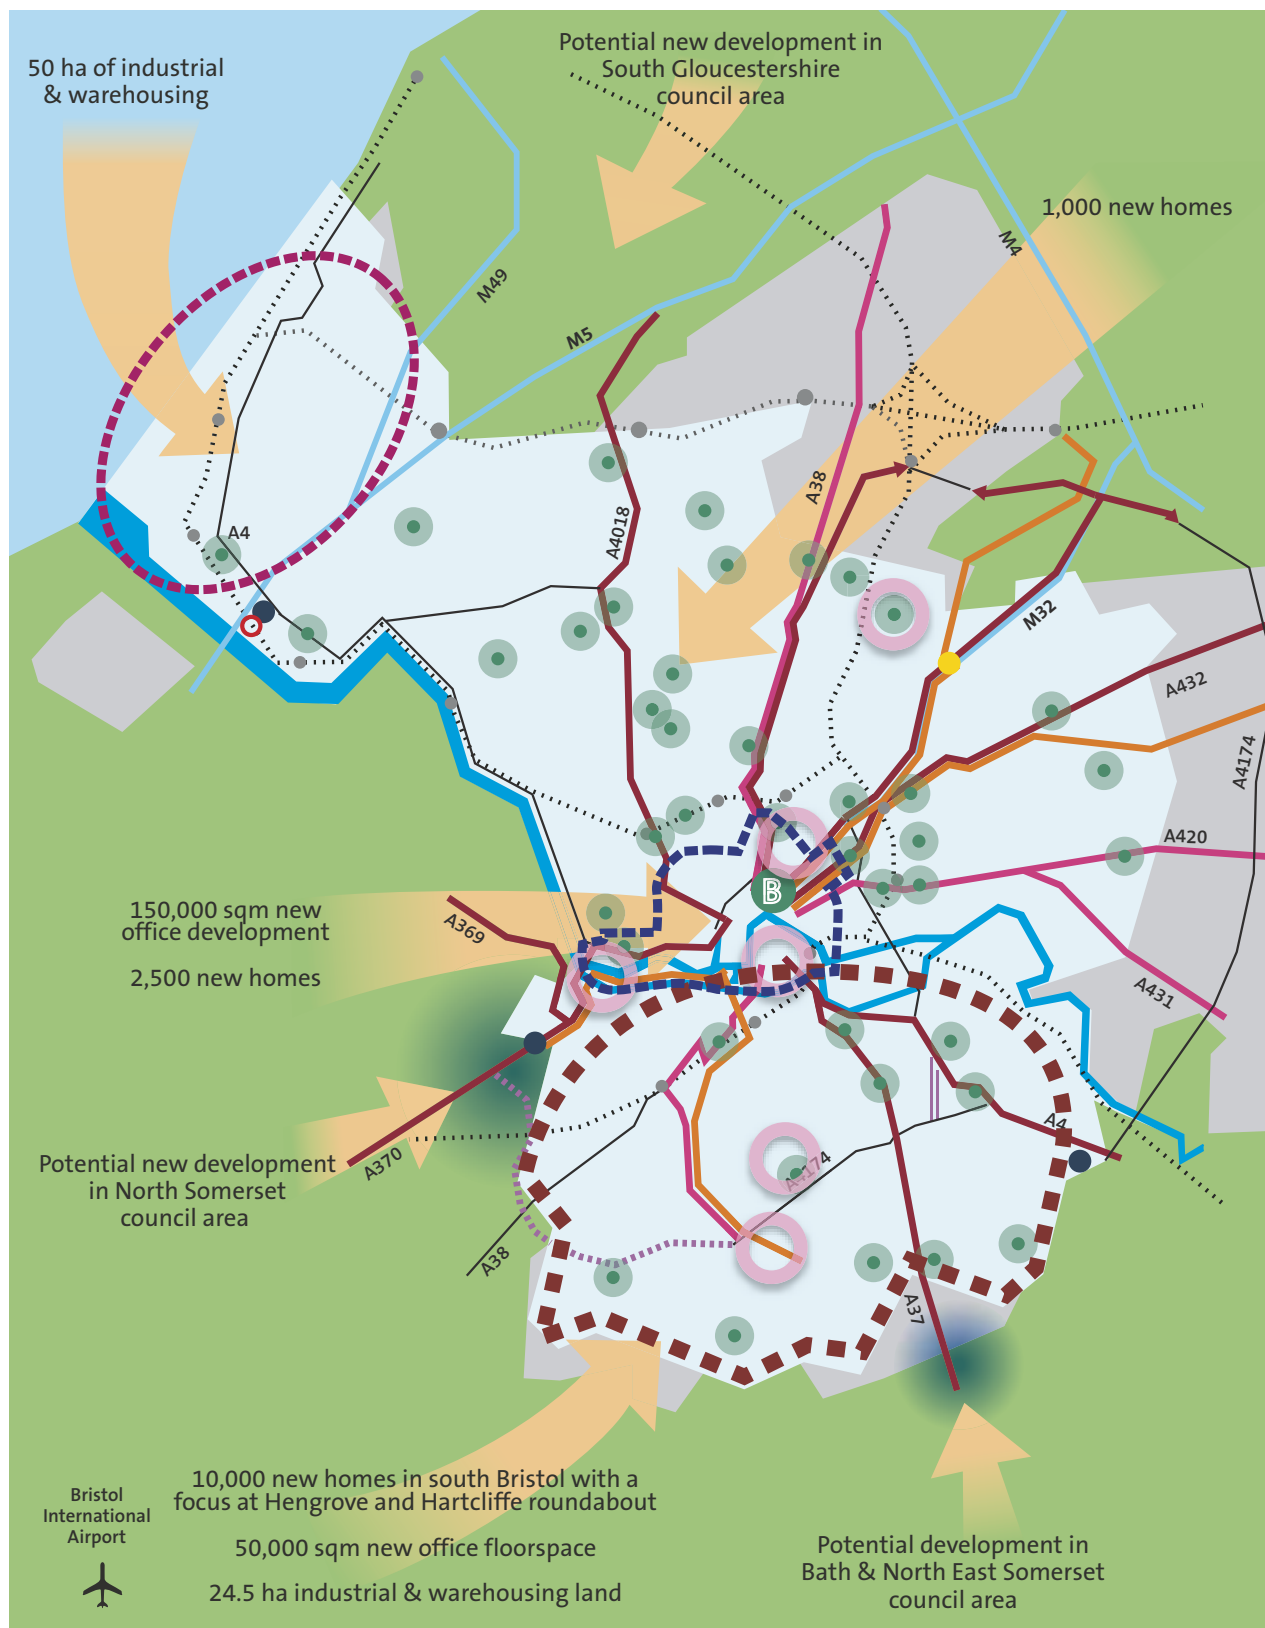 50 ha of industrial
& warehousing
Potential new development in
South Gloucestershire
council area
1,000 new homes
M4
M49
M5
A38
A4018
A4
M32
A432
A4174
A420
B
150,000 sqm new
office development
2,500 new homes
A369
A431
A4
A4174
Potential new development
in North Somerset
council area
A370
A38
A37
10,000 new homes in south Bristol with a
focus at Hengrove and Hartcliffe roundabout
50,000 sqm new office floorspace
24.5 ha industrial & warehousing land
Bristol
International
Airport
Potential development in
Bath & North East Somerset
council area